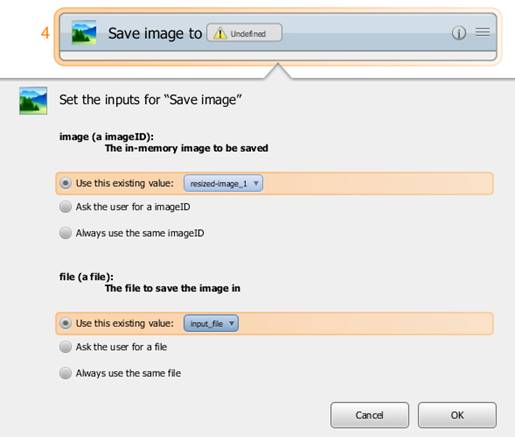 4
Save image to Undefined
Set the inputs for “Save image”
image (a imageID):
The in-memory image to be saved
Use this existing value: resized-image_1
Ask the user for a imageID
Always use the same imageID
file (a file):
The file to save the image in
Use this existing value: input_file
Ask the user for a file
Always use the same file
Cancel OK